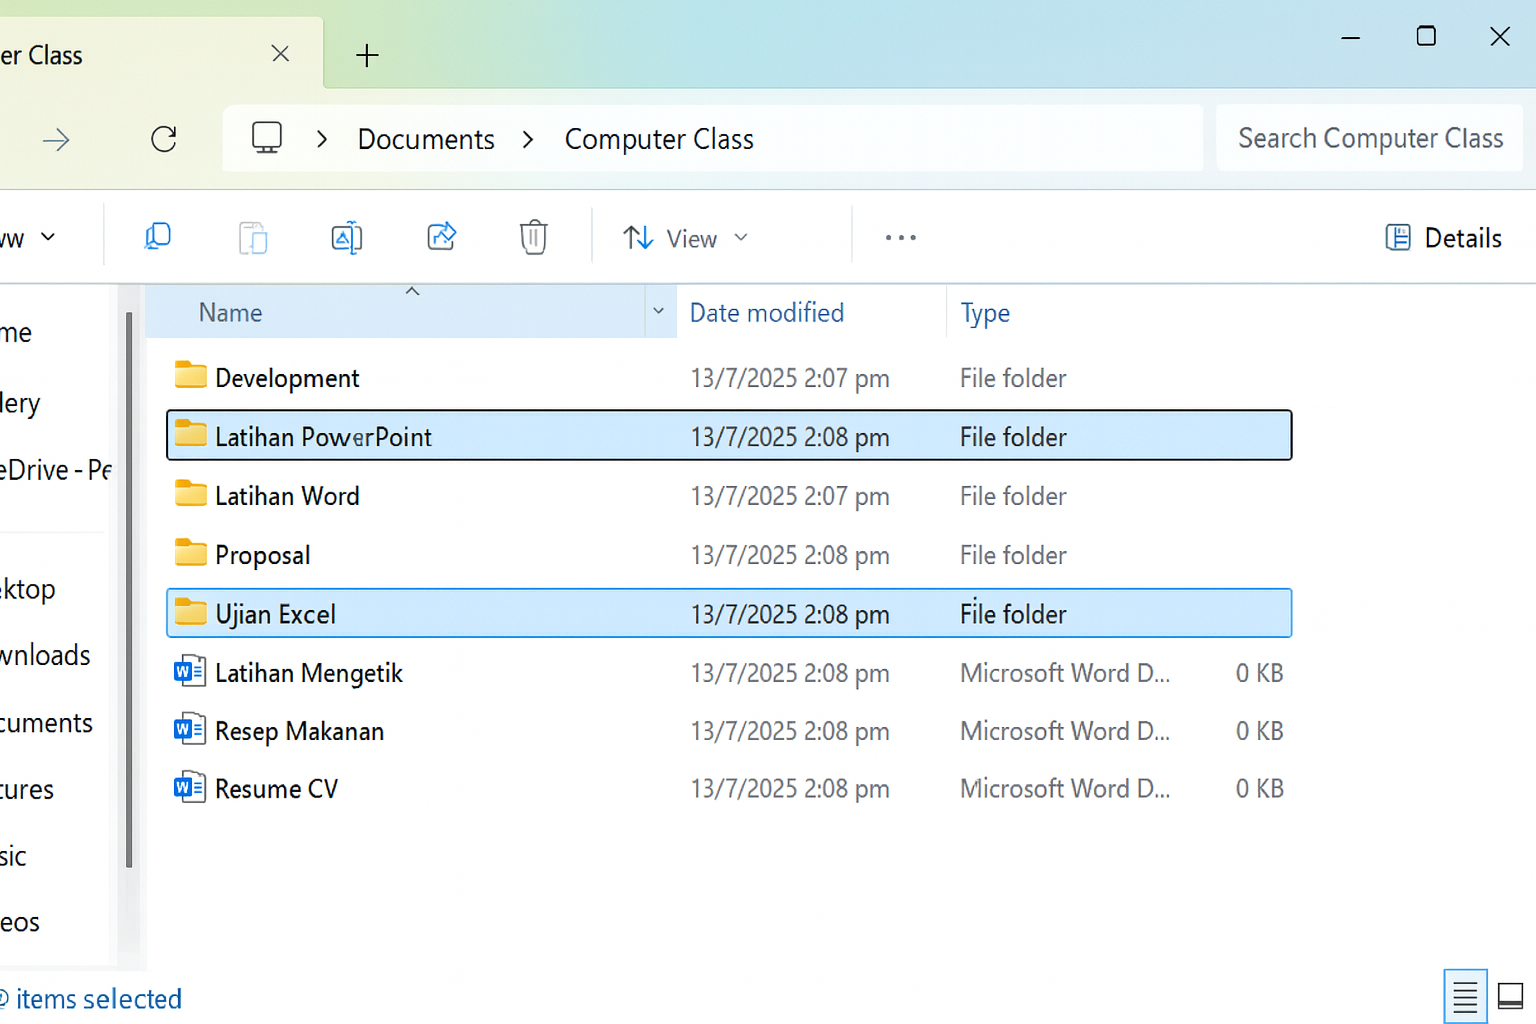 er Class
Documents > Computer Class
Search Computer Class
View
Details
Name Date modified Type
Development 13/7/2025 2:07 pm File folder
Latihan PowerPoint 13/7/2025 2:08 pm File folder
Latihan Word 13/7/2025 2:07 pm File folder
Proposal 13/7/2025 2:08 pm File folder
Ujian Excel 13/7/2025 2:08 pm File folder
Latihan Mengetik 13/7/2025 2:08 pm Microsoft Word D... 0 KB
Resep Makanan 13/7/2025 2:08 pm Microsoft Word D... 0 KB
Resume CV 13/7/2025 2:08 pm Microsoft Word D... 0 KB
me
lery
eDrive - Pe
ktop
wnloads
cuments
tures
sic
eos
items selected